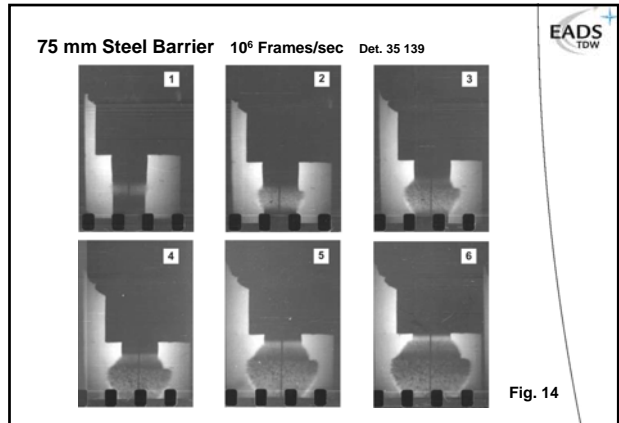 EADS
TDW
75 mm Steel Barrier 10⁶ Frames/sec Det. 35 139
1 2 3
4 5 6
Fig. 14